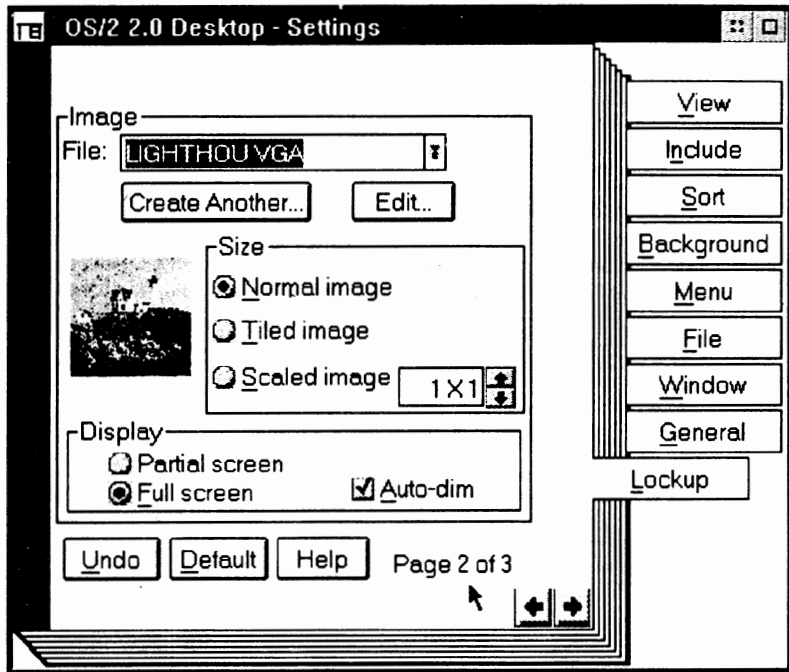 OS/2 2.0 Desktop - Settings
Image
File: LIGHTHOU VGA
Create Another...
Edit...
Size
Normal image
Tiled image
Scaled image
1 X 1
Display
Partial screen
Full screen
Auto-dim
Undo
Default
Help
Page 2 of 3
View
Include
Sort
Background
Menu
File
Window
General
Lockup